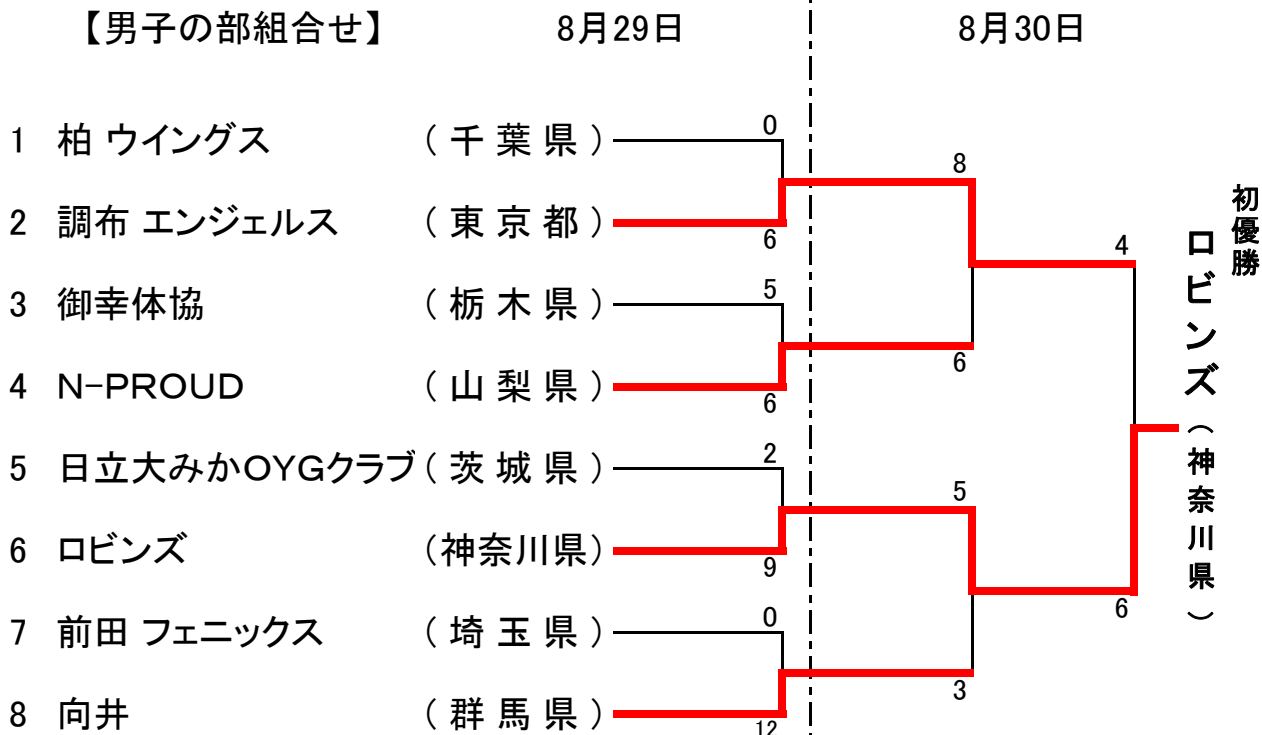 【男子の部組合せ】 8月29日 8月30日
1 柏 ウイングス (千葉県) 0
8
2 調布 エンジェルス (東京都) 6
4
3 御幸体協 (栃木県) 5
6
4 N-PROUD (山梨県) 6
5 日立大みかOYGクラブ (茨城県) 2
5
6 ロビンズ (神奈川県) 9
6
7 前田 フェニックス (埼玉県) 0
3
8 向井 (群馬県) 12
初優勝
ロビンズ(神奈川県)